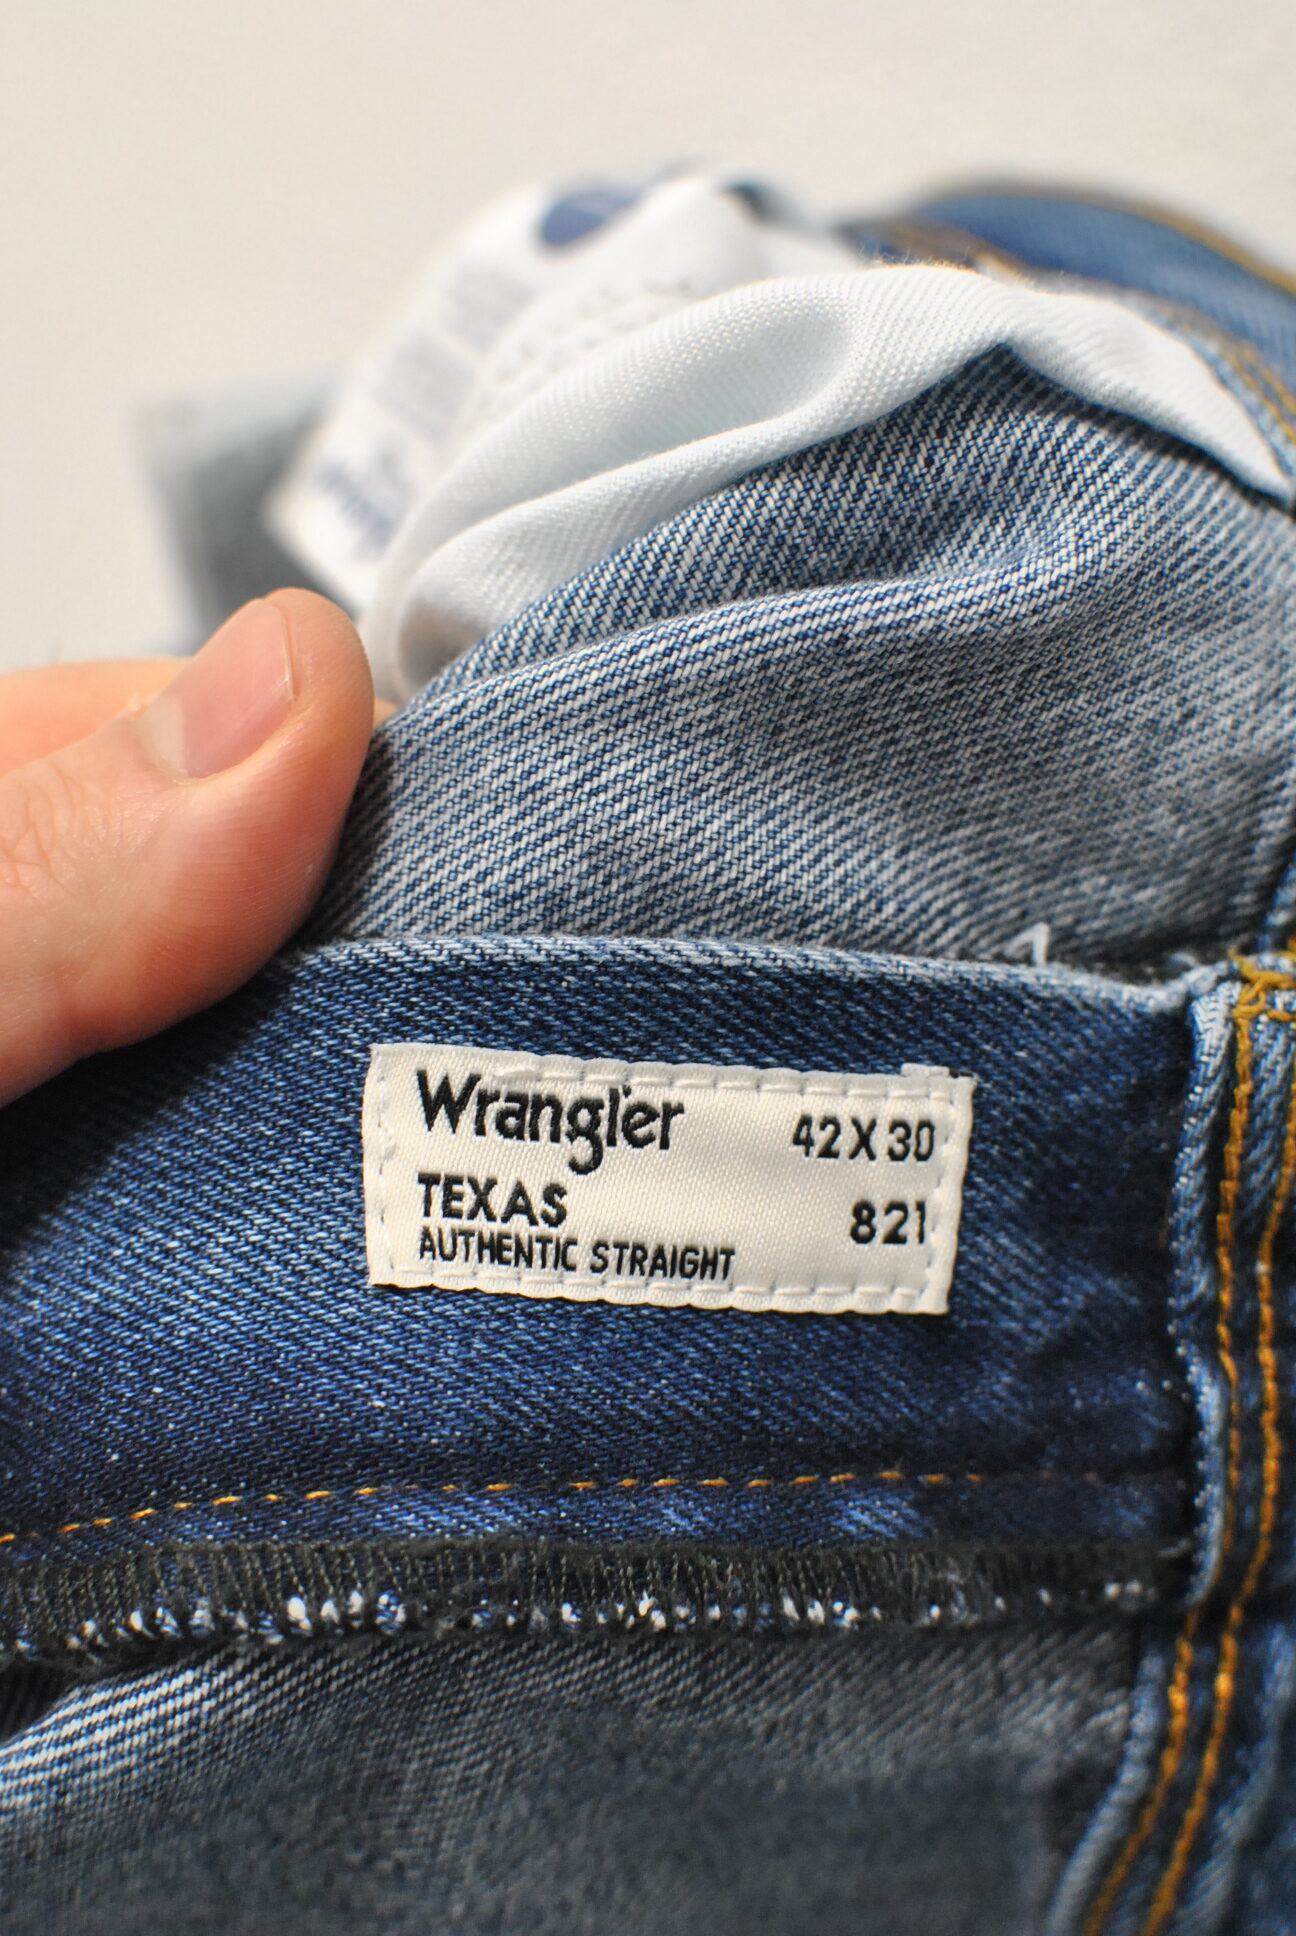 Wrangler 42X30
TEXAS 821
AUTHENTIC STRAIGHT